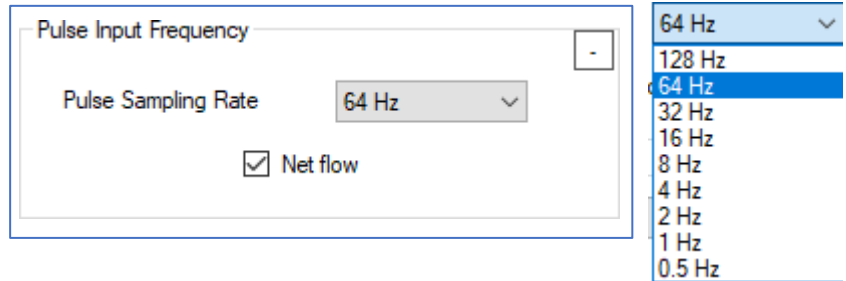 Pulse Input Frequency
-
Pulse Sampling Rate 64 Hz
Net flow
64 Hz
128 Hz
64 Hz
32 Hz
16 Hz
8 Hz
4 Hz
2 Hz
1 Hz
0.5 Hz